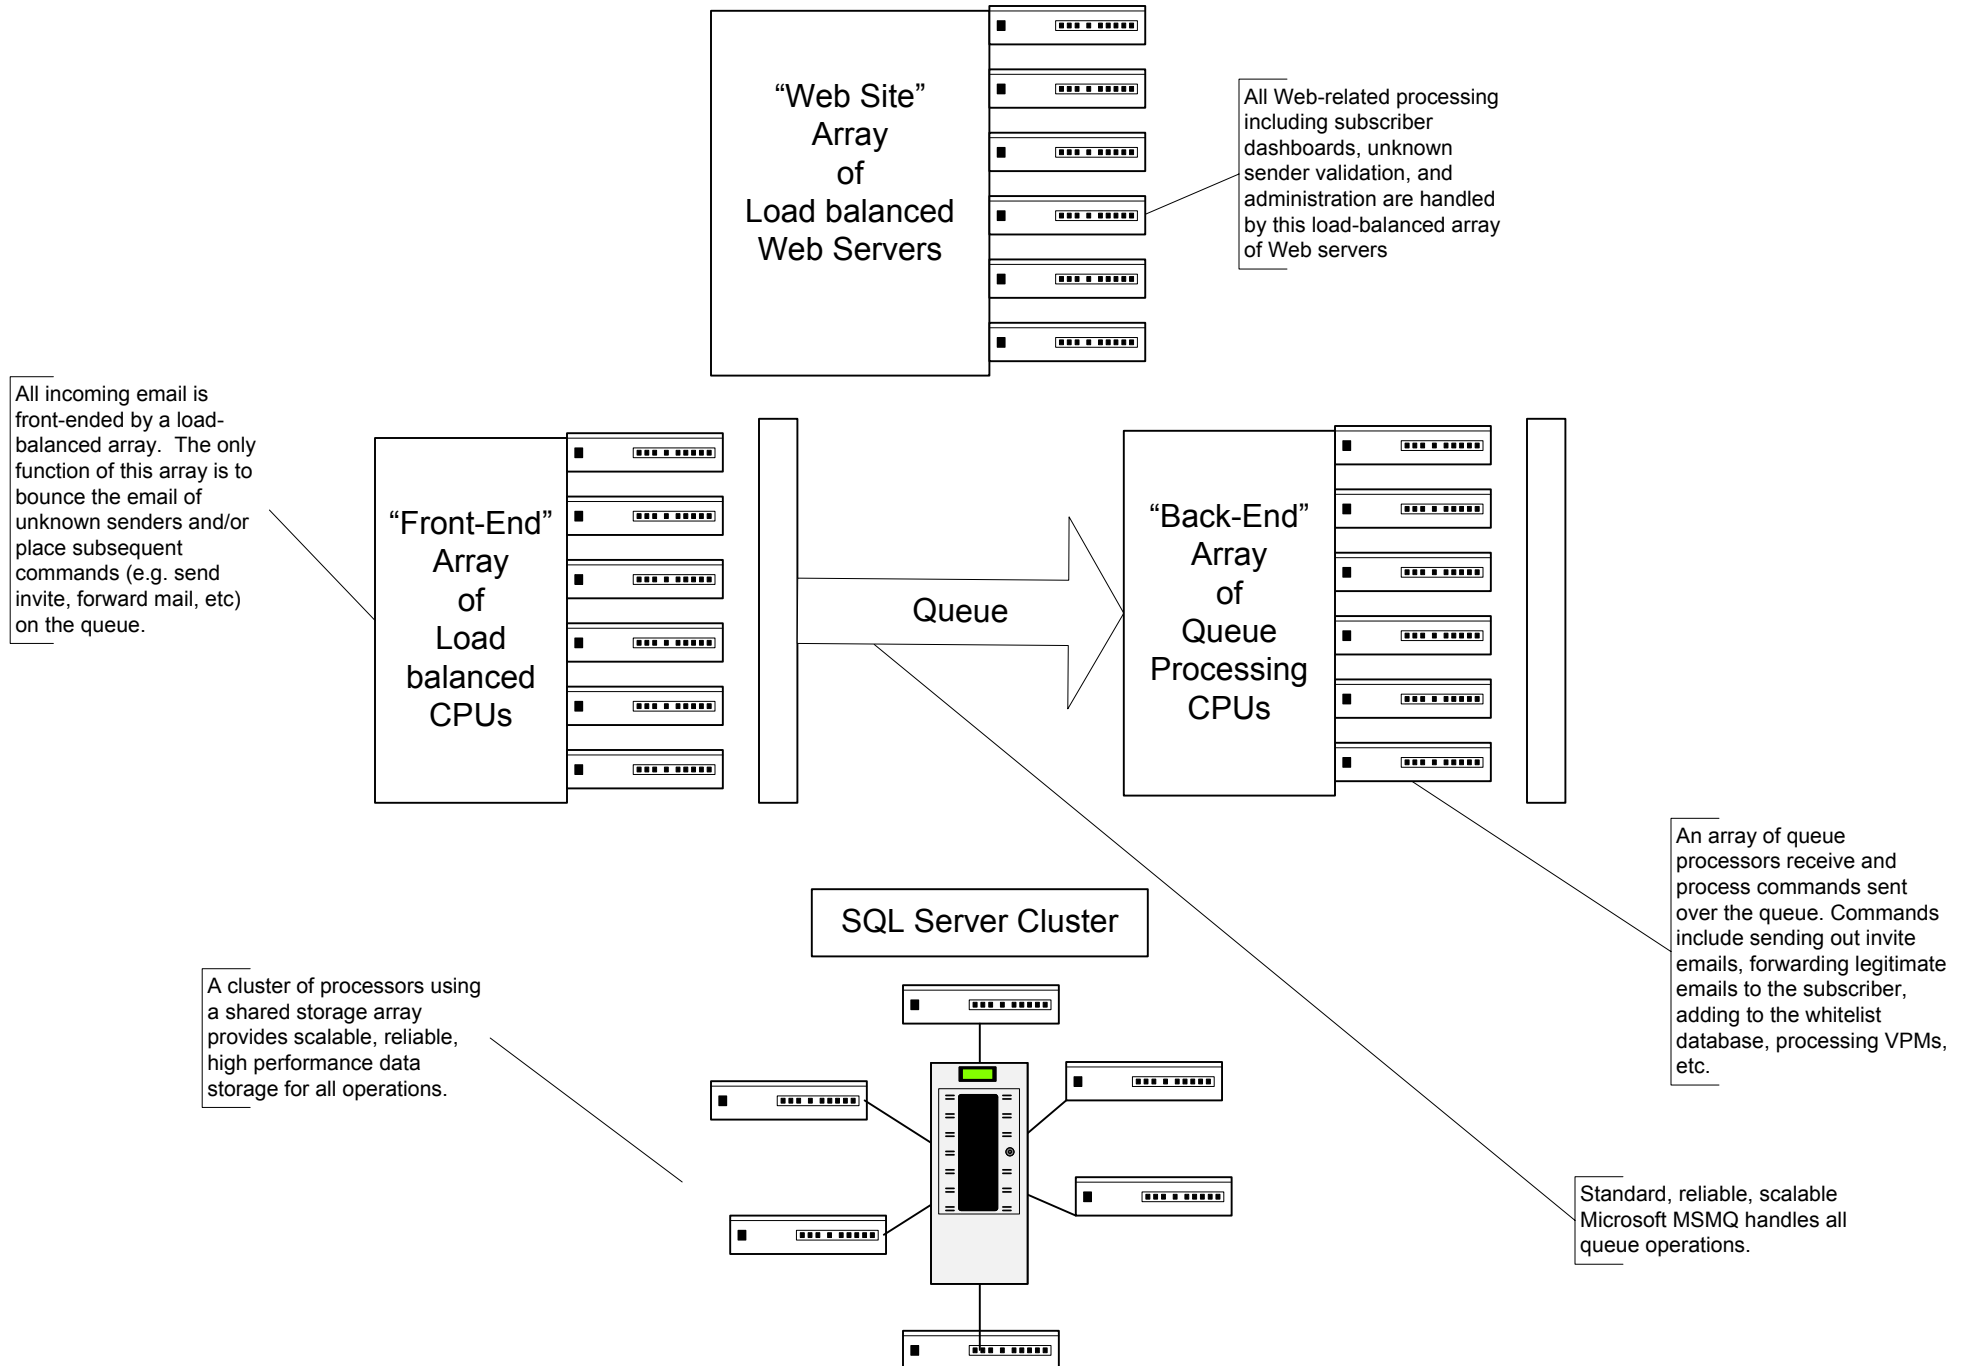 “Web Site”
Array
of
Load balanced
Web Servers
All Web-related processing
including subscriber
dashboards, unknown
sender validation, and
administration are handled
by this load-balanced array
of Web servers
All incoming email is
front-ended by a load-
balanced array.  The only
function of this array is to
bounce the email of
unknown senders and/or
place subsequent
commands (e.g. send
invite, forward mail, etc)
on the queue.
“Front-End”
Array
of
Load
balanced
CPUs
Queue
“Back-End”
Array
of
Queue
Processing
CPUs
An array of queue
processors receive and
process commands sent
over the queue. Commands
include sending out invite
emails, forwarding legitimate
emails to the subscriber,
adding to the whitelist
database, processing VPMs,
etc.
SQL Server Cluster
A cluster of processors using
a shared storage array
provides scalable, reliable,
high performance data
storage for all operations.
Standard, reliable, scalable
Microsoft MSMQ handles all
queue operations.